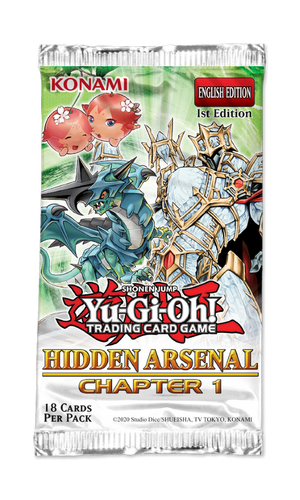 KONAMI
ENGLISH EDITION
1st Edition
SHONEN JUMP
Yu-Gi-Oh!
TRADING CARD GAME
HIDDEN ARSENAL
CHAPTER 1
18 CARDS
PER PACK
©2020 Studio Dice/SHUEISHA, TV TOKYO, KONAMI